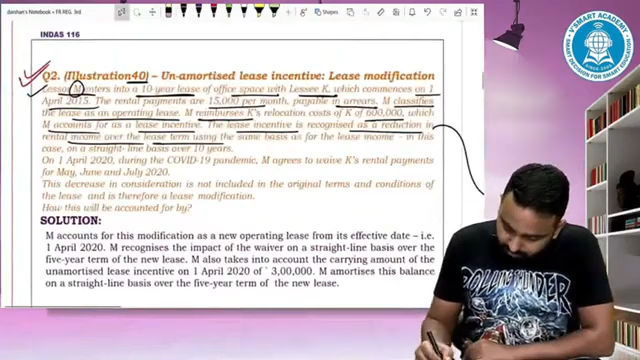 darshan's Notebook » FR REG. 3rd
Shapes
INDAS 116
V'SMART ACADEMY
SMART DECISION FOR SMART EDUCATION
Q2. (Illustration40) – Un-amortised lease incentive: Lease modification
Lessor M enters into a 10-year lease of office space with Lessee K, which commences on 1
April 2015. The rental payments are 15,000 per month, payable in arrears. M classifies
the lease as an operating lease. M reimburses K's relocation costs of K of 600,000, which
M accounts for as a lease incentive. The lease incentive is recognised as a reduction in
rental income over the lease term using the same basis as for the lease income - in this
case, on a straight-line basis over 10 years.
On 1 April 2020, during the COVID-19 pandemic, M agrees to waive K's rental payments
for May, June and July 2020.
This decrease in consideration is not included in the original terms and conditions of
the lease and is therefore a lease modification.
How this will be accounted for by?
SOLUTION:
M accounts for this modification as a new operating lease from its effective date – i.e.
1 April 2020. M recognises the impact of the waiver on a straight-line basis over the
five-year term of the new lease. M also takes into account the carrying amount of the
unamortised lease incentive on 1 April 2020 of ` 3,00,000. M amortises this balance
on a straight-line basis over the five-year term of the new lease.
ROLLING THUNDER